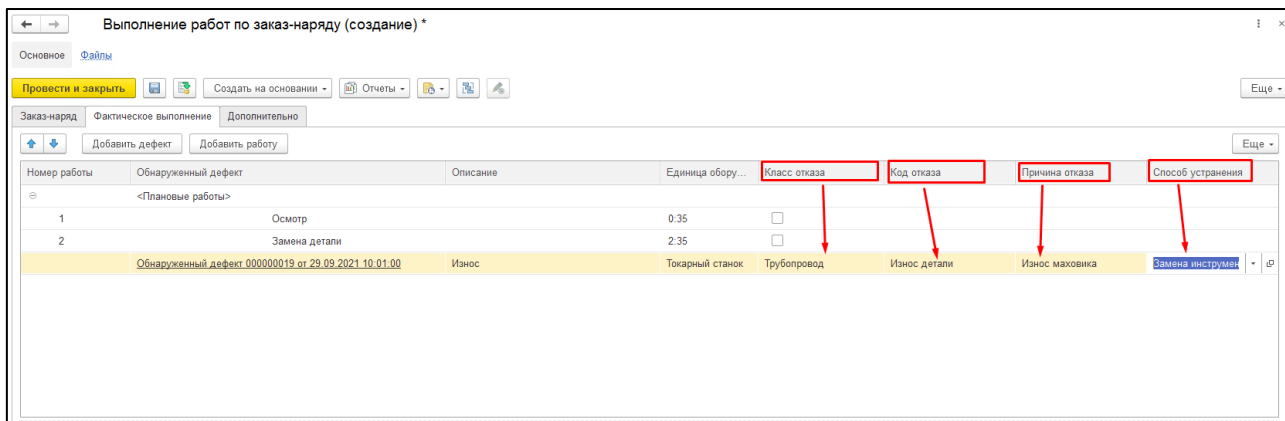 Выполнение работ по заказ-наряду (создание) *
Основное Файлы
Провести и закрыть Создать на основании Отчеты Еще
Заказ-наряд Фактическое выполнение Дополнительно
Добавить дефект Добавить работу Еще
Номер работы Обнаруженный дефект Описание Единица обору... Класс отказа Код отказа Причина отказа Способ устранения
<Плановые работы>
1 Осмотр 0:35
2 Замена детали 2:35
Обнаруженный дефект 000000019 от 29.09.2021 10:01:00 Износ Токарный станок Трубопровод Износ детали Износ маховика Замена инструмен